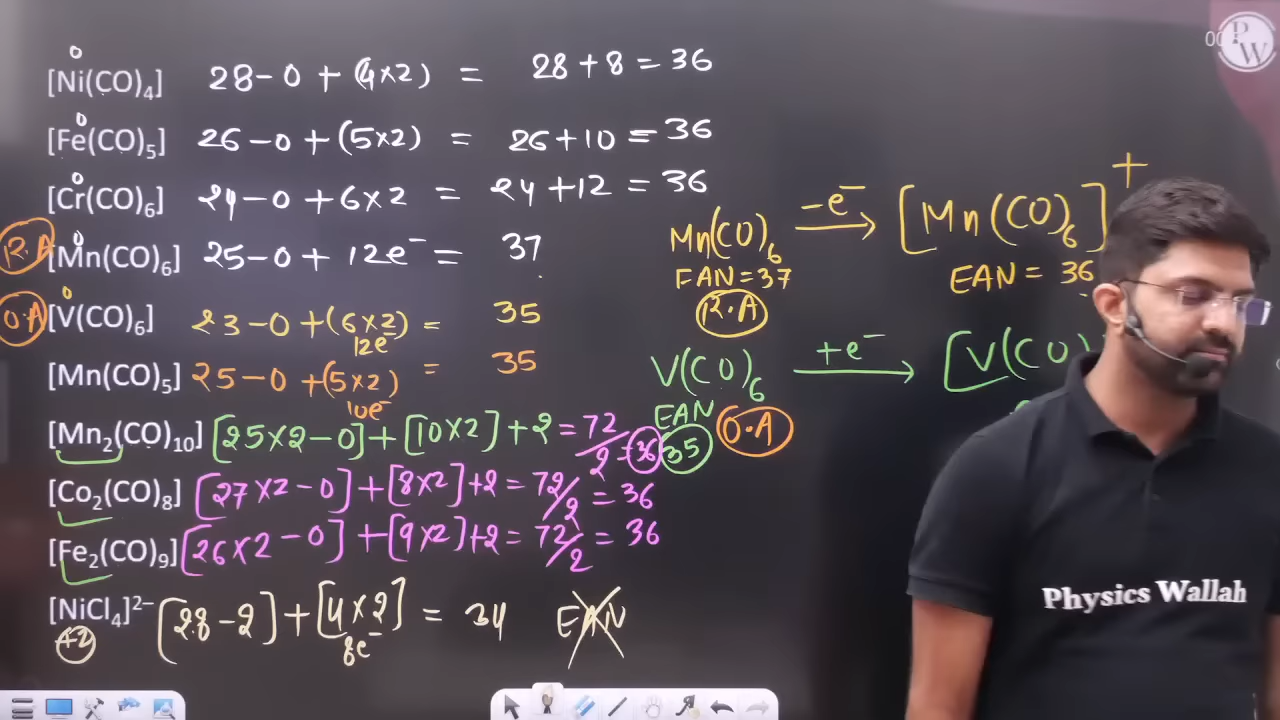 [Ni(CO)₄] 0 28-0 + (4×2) = 28+8 = 36
[Fe(CO)₅] 0 26-0 + (5×2) = 26+10 = 36
[Cr(CO)₆] 0 24-0 + 6×2 = 24+12 = 36
R.A [Mn(CO)₆] 0 25-0 + 12e⁻ = 37
O.A [V(CO)₆] 0 23-0 + (6×2) = 35
12e⁻
[Mn(CO)₅] 25-0 + (5×2) = 35
10e⁻
[Mn₂(CO)₁₀] [25×2-0] + [10×2] + 2 = 72/2 = 36
[Co₂(CO)₈] [27×2-0] + [8×2] + 2 = 72/2 = 36
[Fe₂(CO)₉] [26×2-0] + [9×2] + 2 = 72/2 = 36
[NiCl₄]²⁻ [28-2] + [4×2] = 34 EAN
+2 8e⁻
Mn(CO)₆ -e⁻ → [Mn(CO)₆]⁺
EAN = 37 EAN = 36
R.A
V(CO)₆ +e⁻ → [V(CO)
EAN
35 O.A
PW
Physics Wallah